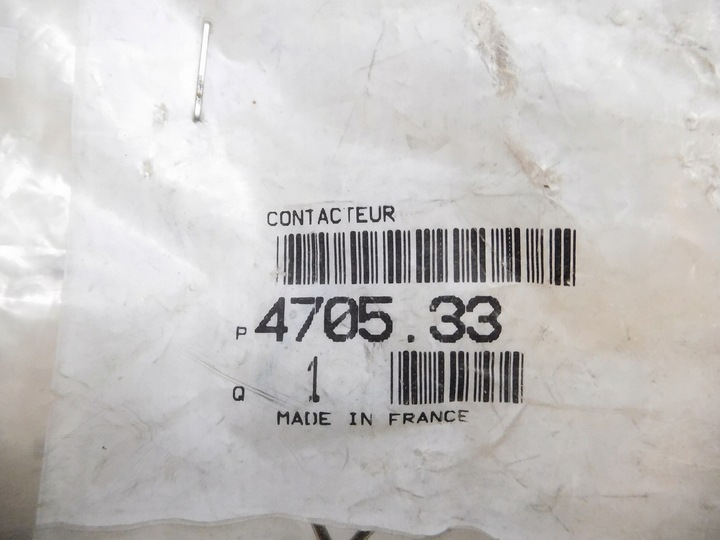 CONTACTEUR
P 4705.33
Q 1
MADE IN FRANCE